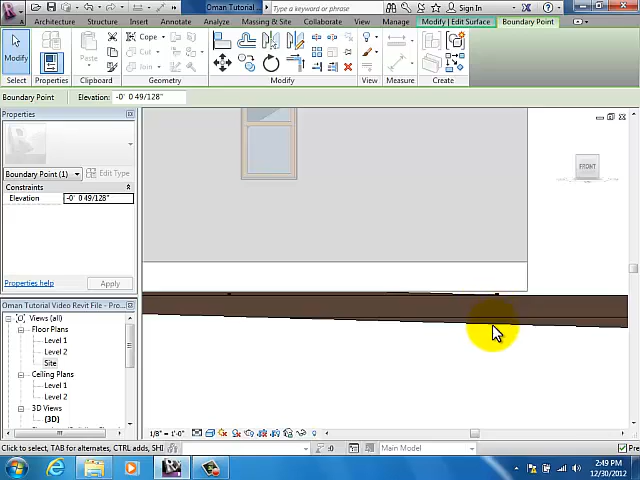 Oman Tutorial
Sign In
Architecture Structure Insert Annotate Analyze Massing & Site Collaborate View Manage Modify | Edit Surface Boundary Point
Modify Paste Cope
Select Properties Clipboard Geometry Modify View Measure Create
Boundary Point Elevation: -0' 0 49/128"
Properties
Boundary Point (1) Edit Type
Constraints
Elevation -0' 0 49/128"
Properties help Apply
FRONT
Oman Tutorial Video Revit File - Pro...
Views (all)
Floor Plans
Level 1
Level 2
Site
Ceiling Plans
Level 1
Level 2
3D Views
{3D}
1/8" = 1'-0"
Click to select, TAB for alternates, CTRL adds, SHI :0 Main Model Pre
2:49 PM
12/30/2012